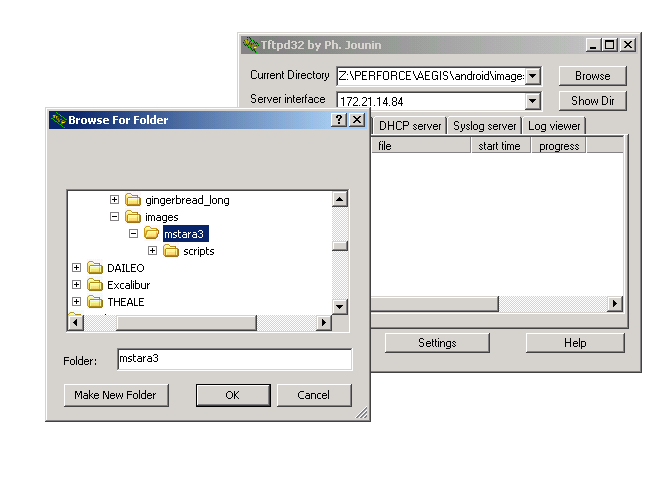 Tftpd32 by Ph. Jounin
Current Directory Z:\PERFORCE\AEGIS\android\image: Browse
Server interface 172.21.14.84 Show Dir
DHCP server Syslog server Log viewer
file start time progress
Settings Help
Browse For Folder
gingerbread_long
images
mstara3
scripts
DAILEO
Excalibur
THEALE
Folder: mstara3
Make New Folder OK Cancel